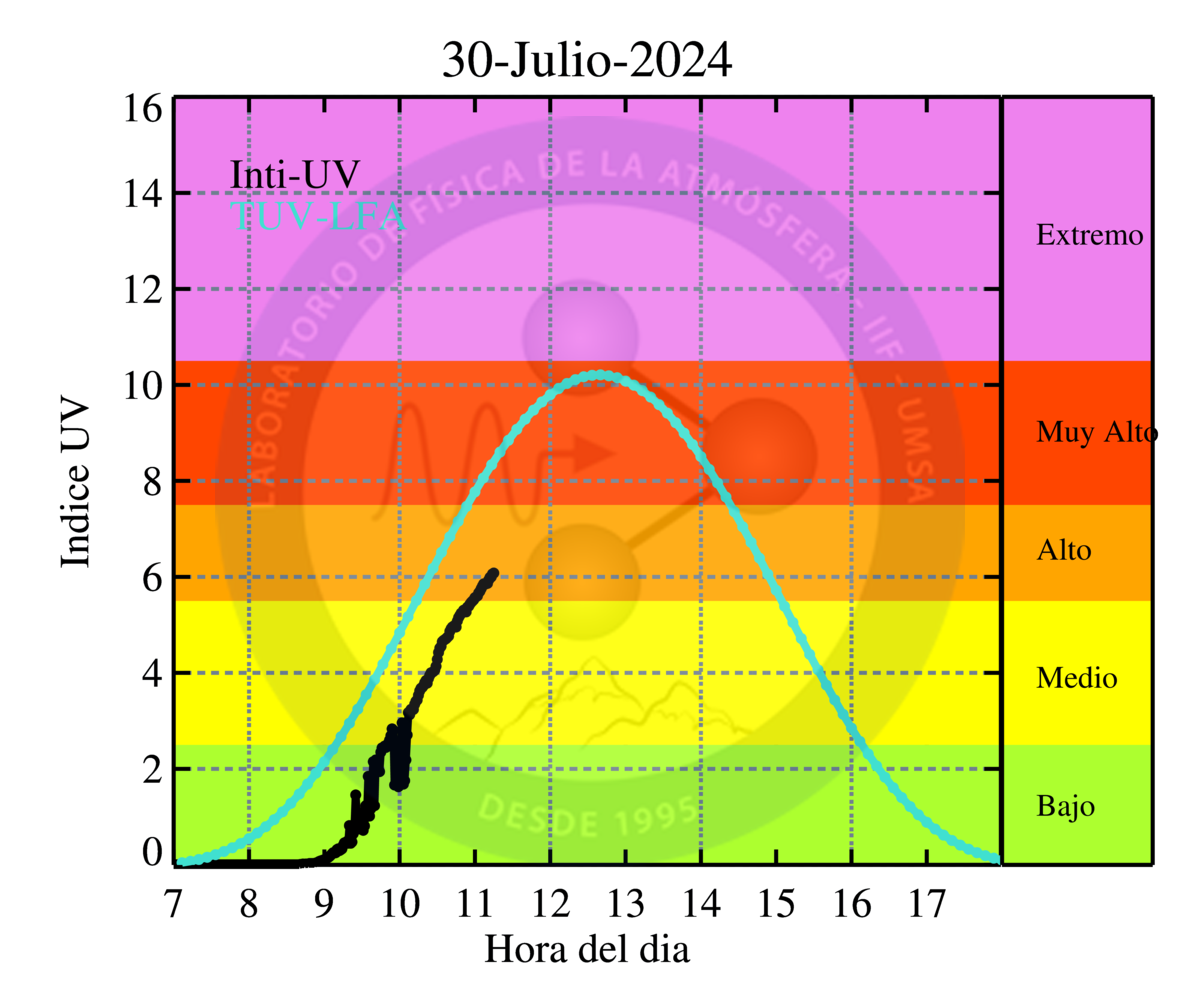 30-Julio-2024
16
14
12
10
8
6
4
2
0
Indice UV
Inti-UV
TUV-LFA
LABORATORIO DE FÍSICA DE LA ATMÓSFERA - IIF - UMSA
DESDE 1995
Extremo
Muy Alto
Alto
Medio
Bajo
7 8 9 10 11 12 13 14 15 16 17
Hora del dia